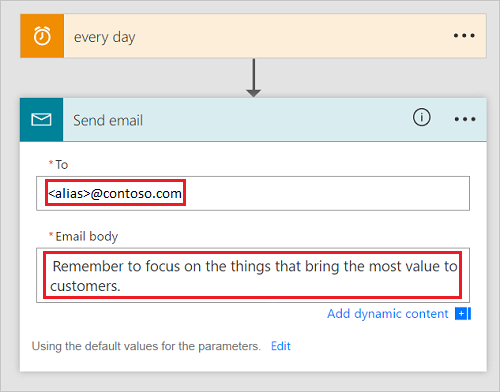 every day
Send email
* To
<alias>@contoso.com
* Email body
Remember to focus on the things that bring the most value to
customers.
Add dynamic content
Using the default values for the parameters. Edit